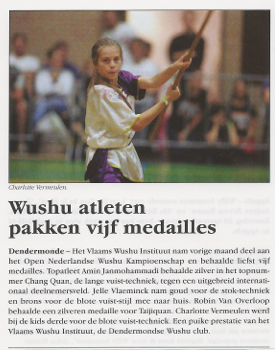 Charlotte Vermeulen.
Wushu atleten
pakken vijf medailles
Dendermonde – Het Vlaams Wushu Instituut nam vorige maand deel aan
het Open Nederlandse Wushu Kampioenschap en behaalde liefst vijf
medailles. Topatleet Amin Janmohammadi behaalde zilver in het topnum-
mer Chang Quan, de lange vuist-techniek, tegen een uitgebreid internati-
onaal deelnemersveld. Jelle Vlaeminck nam goud voor de stok-techniek
en brons voor de blote vuist-stijl mee naar huis. Robin Van Overloop
behaalde een zilveren medaille voor Taijiquan. Charlotte Vermeulen werd
bij de kids derde voor de blote vuist-techniek. Een puike prestatie van het
Vlaams Wushu Instituut, de Dendermondse Wushu club.